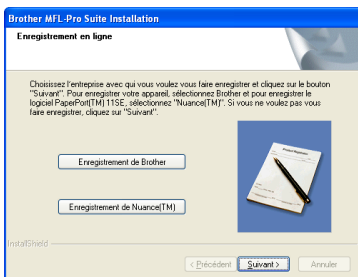 Brother MFL-Pro Suite Installation
Enregistrement en ligne
Choisissez l'entreprise avec qui vous voulez vous faire enregistrer et cliquez sur le bouton
"Suivant". Pour enregistrer votre appareil, sélectionnez Brother et pour enregistrer le
logiciel PaperPort(TM) 11SE, sélectionnez "Nuance(TM)". Si vous ne voulez pas vous
faire enregistrer, cliquez sur "Suivant".
Enregistrement de Brother
Enregistrement de Nuance(TM)
InstallShield
< Précédent
Suivant >
Annuler